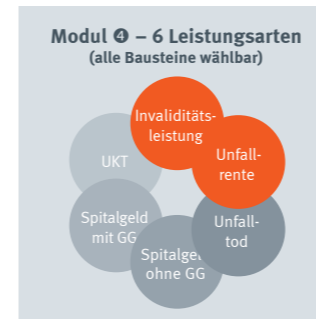 Modul ❹ – 6 Leistungsarten
(alle Bausteine wählbar)
Invaliditäts-
leistung
Unfall-
rente
Unfall-
tod
ohne GG
Spitalgeld
mit GG
UKT